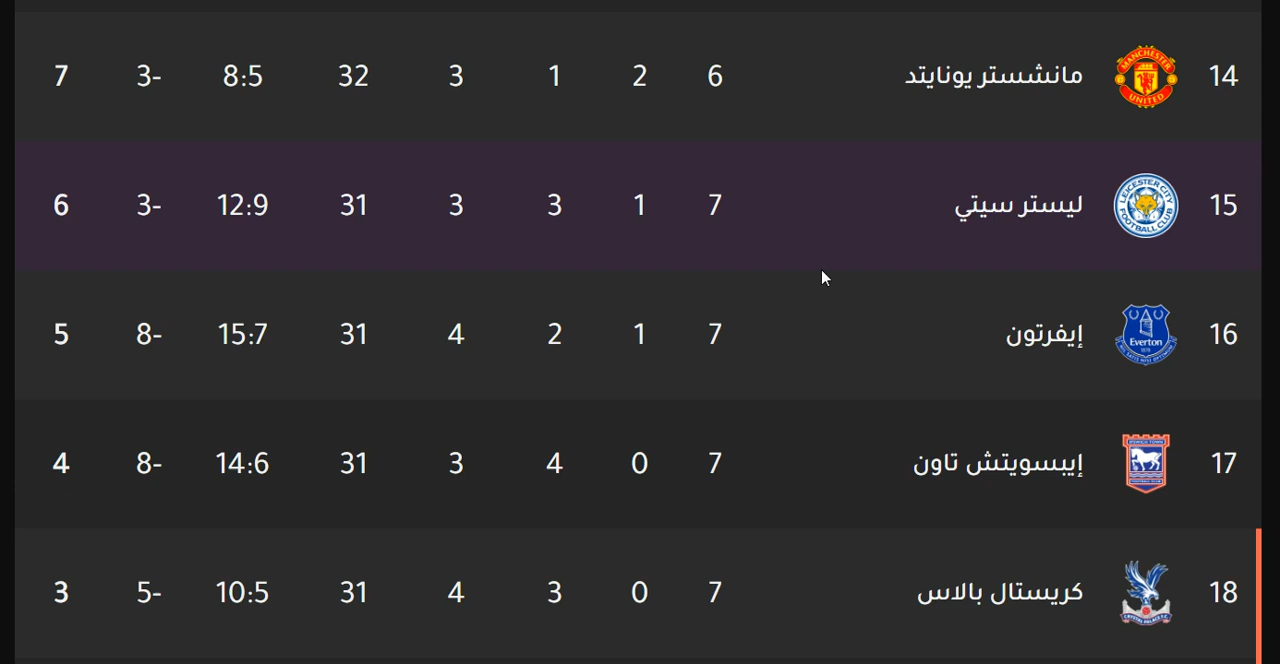 14 مانشستر يونايتد 6 2 1 3 32 8:5 3- 7
15 ليستر سيتي 7 1 3 3 31 12:9 3- 6
16 إيفرتون 7 1 2 4 31 15:7 8- 5
17 إيبسويتش تاون 7 0 4 3 31 14:6 8- 4
18 كريستال بالاس 7 0 3 4 31 10:5 5- 3